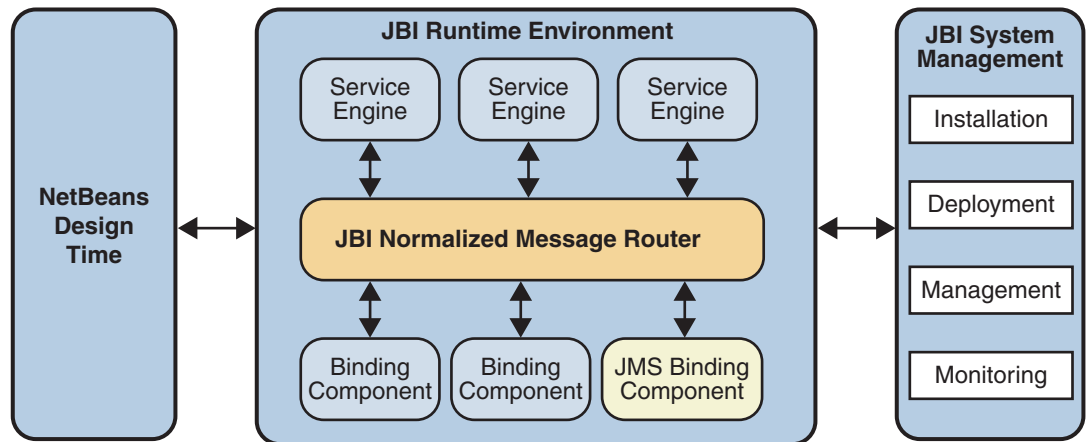 NetBeans
Design
Time
JBI Runtime Environment
Service
Engine
Service
Engine
Service
Engine
JBI Normalized Message Router
Binding
Component
Binding
Component
JMS Binding
Component
JBI System
Management
Installation
Deployment
Management
Monitoring